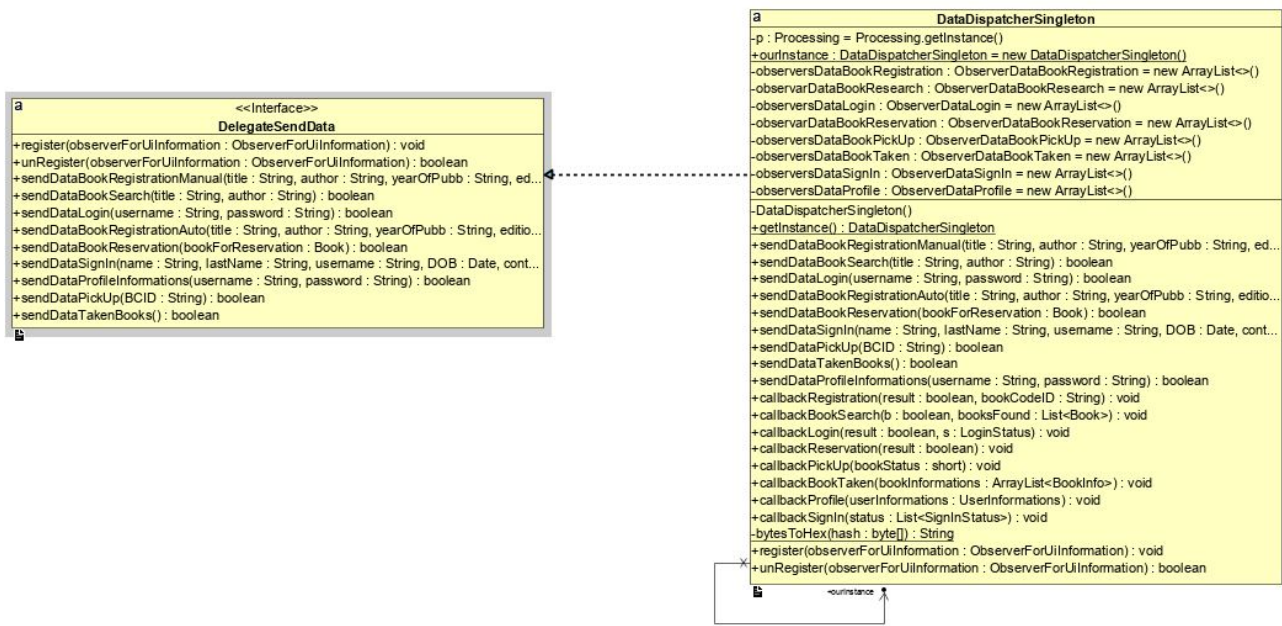 a
<<Interface>>
DelegateSendData
+register(observerForUiInformation : ObserverForUiInformation) : void
+unRegister(observerForUiInformation : ObserverForUiInformation) : boolean
+sendDataBookRegistrationManual(title : String, author : String, yearOfPubb : String, ed...
+sendDataBookSearch(title : String, author : String) : boolean
+sendDataLogin(username : String, password : String) : boolean
+sendDataBookRegistrationAuto(title : String, author : String, yearOfPubb : String, editio...
+sendDataBookReservation(bookForReservation : Book) : boolean
+sendDataSignIn(name : String, lastName : String, username : String, DOB : Date, cont...
+sendDataProfileInformations(username : String, password : String) : boolean
+sendDataPickUp(BCID : String) : boolean
+sendDataTakenBooks() : boolean
a
DataDispatcherSingleton
-p : Processing = Processing.getInstance()
+ourInstance : DataDispatcherSingleton = new DataDispatcherSingleton()
-observersDataBookRegistration : ObserverDataBookRegistration = new ArrayList<>()
-observarDataBookResearch : ObserverDataBookResearch = new ArrayList<>()
-observersDataLogin : ObserverDataLogin = new ArrayList<>()
-observarDataBookReservation : ObserverDataBookReservation = new ArrayList<>()
-observersDataBookPickUp : ObserverDataBookPickUp = new ArrayList<>()
-observersDataBookTaken : ObserverDataBookTaken = new ArrayList<>()
-observersDataSignIn : ObserverDataSignIn = new ArrayList<>()
-observersDataProfile : ObserverDataProfile = new ArrayList<>()
-DataDispatcherSingleton()
+getInstance() : DataDispatcherSingleton
+sendDataBookRegistrationManual(title : String, author : String, yearOfPubb : String, ed...
+sendDataBookSearch(title : String, author : String) : boolean
+sendDataLogin(username : String, password : String) : boolean
+sendDataBookRegistrationAuto(title : String, author : String, yearOfPubb : String, editio...
+sendDataBookReservation(bookForReservation : Book) : boolean
+sendDataSignIn(name : String, lastName : String, username : String, DOB : Date, cont...
+sendDataPickUp(BCID : String) : boolean
+sendDataTakenBooks() : boolean
+sendDataProfileInformations(username : String, password : String) : boolean
+callbackRegistration(result : boolean, bookCodeID : String) : void
+callbackBookSearch(b : boolean, booksFound : List<Book>) : void
+callbackLogin(result : boolean, s : LoginStatus) : void
+callbackReservation(result : boolean) : void
+callbackPickUp(bookStatus : short) : void
+callbackBookTaken(bookInformations : ArrayList<BookInfo>) : void
+callbackProfile(userInformations : UserInformations) : void
+callbackSignIn(status : List<SignInStatus>) : void
-bytesToHex(hash : byte[]) : String
+register(observerForUiInformation : ObserverForUiInformation) : void
+unRegister(observerForUiInformation : ObserverForUiInformation) : boolean
+ourInstance